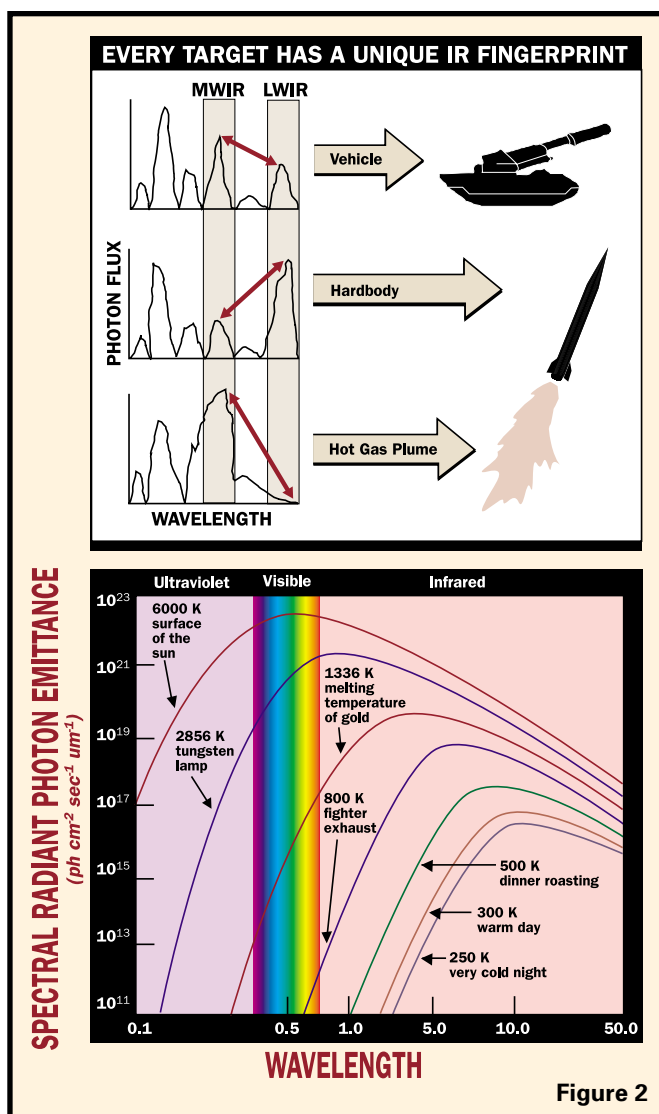 EVERY TARGET HAS A UNIQUE IR FINGERPRINT
MWIR LWIR
PHOTON FLUX
Vehicle
Hardbody
Hot Gas Plume
WAVELENGTH
SPECTRAL RADIANT PHOTON EMITTANCE
(ph cm⁻² sec⁻¹ um⁻¹)
Ultraviolet Visible Infrared
10²³
10²¹
10¹⁹
10¹⁷
10¹⁵
10¹³
10¹¹
6000 K
surface
of the
sun
2856 K
tungsten
lamp
1336 K
melting
temperature
of gold
800 K
fighter
exhaust
500 K
dinner roasting
300 K
warm day
250 K
very cold night
0.1 0.5 1.0 5.0 10.0 50.0
WAVELENGTH
Figure 2